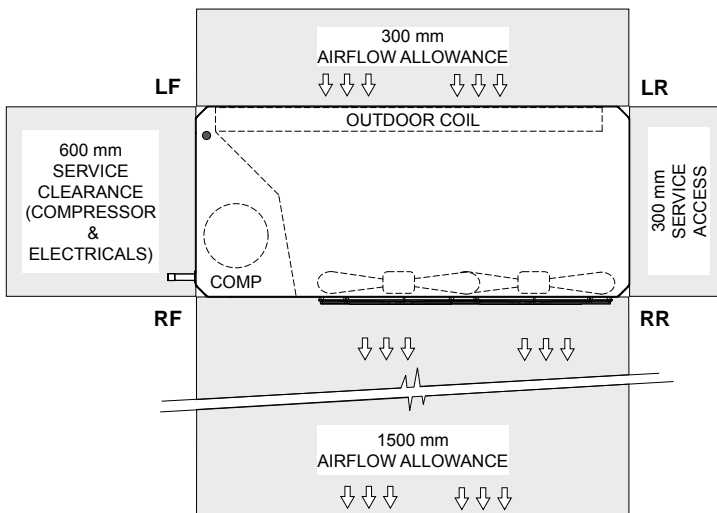 300 mm
AIRFLOW ALLOWANCE
LF
LR
OUTDOOR COIL
600 mm
SERVICE
CLEARANCE
(COMPRESSOR
&
ELECTRICALS)
300 mm
SERVICE
ACCESS
COMP
RF
RR
1500 mm
AIRFLOW ALLOWANCE